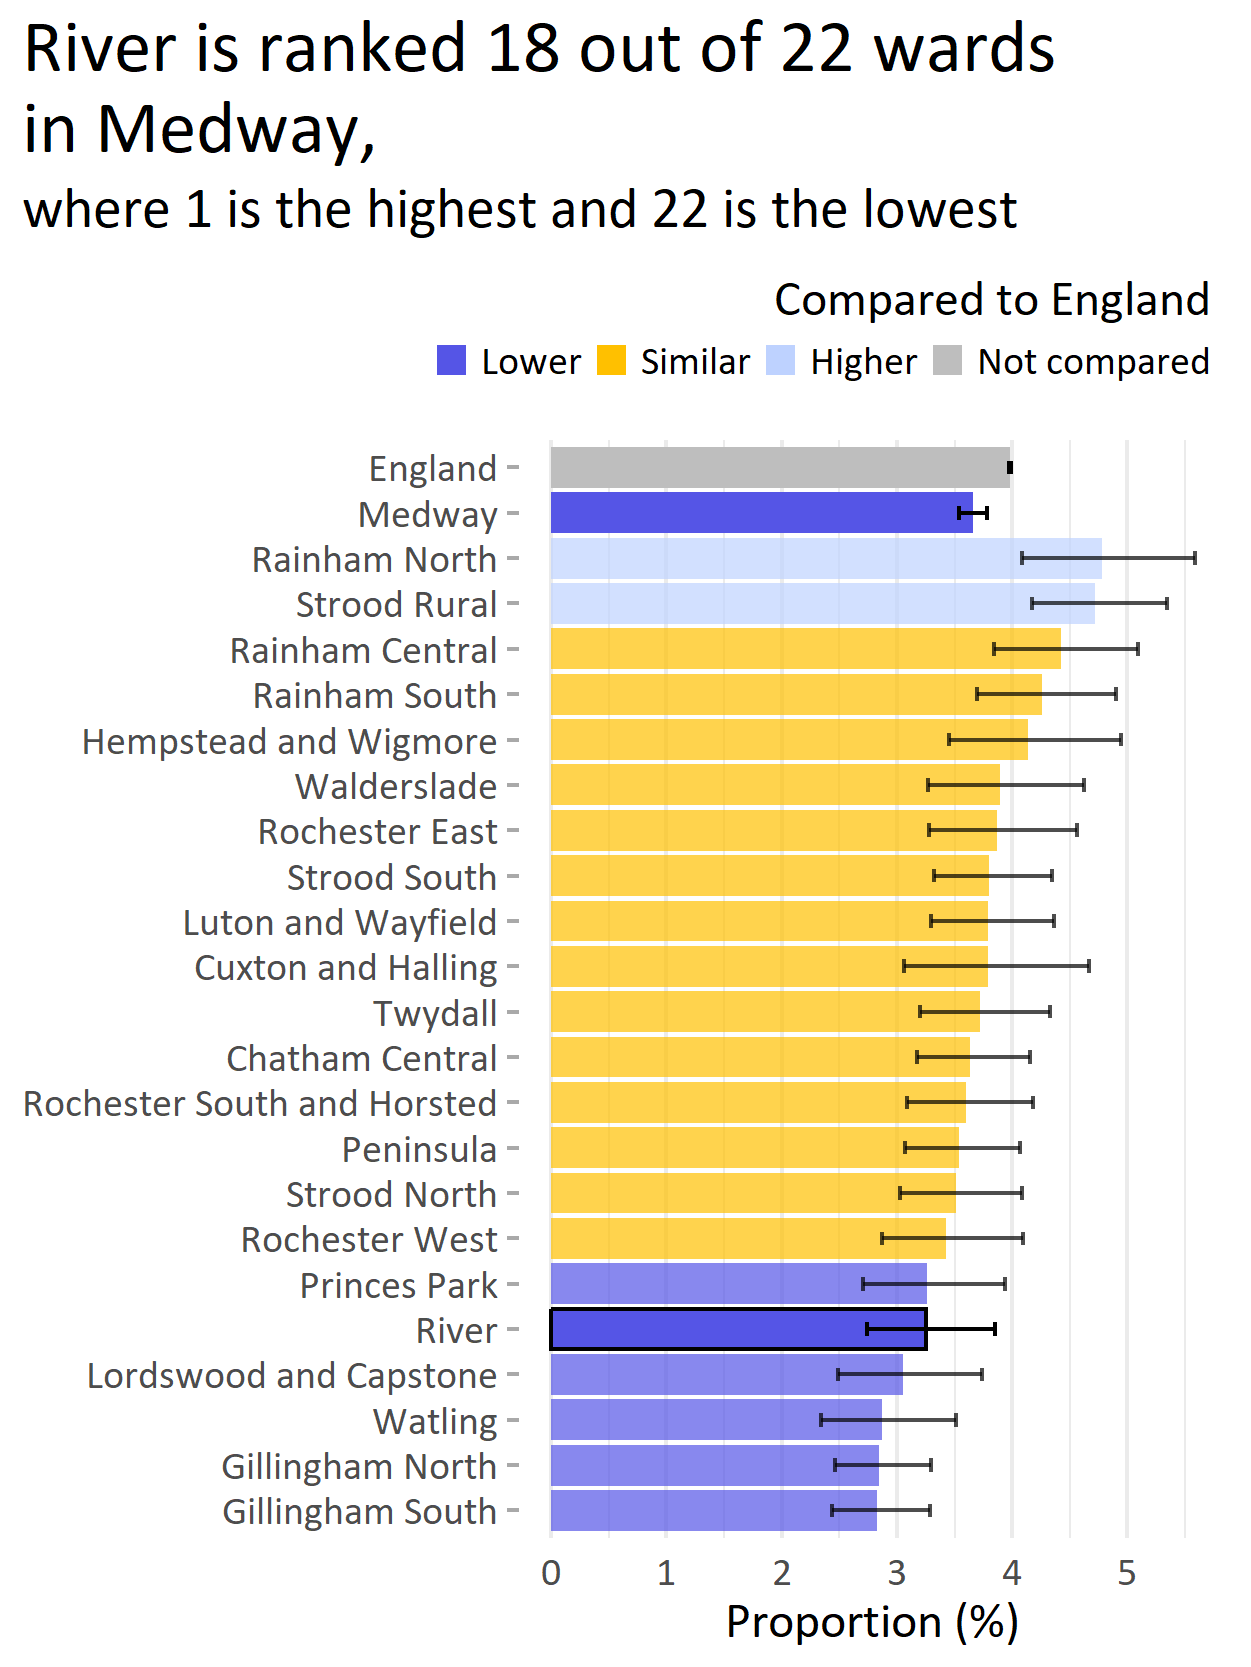 River is ranked 18 out of 22 wards
in Medway,
where 1 is the highest and 22 is the lowest
Compared to England
Lower Similar Higher Not compared
England
Medway
Rainham North
Strood Rural
Rainham Central
Rainham South
Hempstead and Wigmore
Walderslade
Rochester East
Strood South
Luton and Wayfield
Cuxton and Halling
Twydall
Chatham Central
Rochester South and Horsted
Peninsula
Strood North
Rochester West
Princes Park
River
Lordswood and Capstone
Watling
Gillingham North
Gillingham South
0 1 2 3 4 5
Proportion (%)